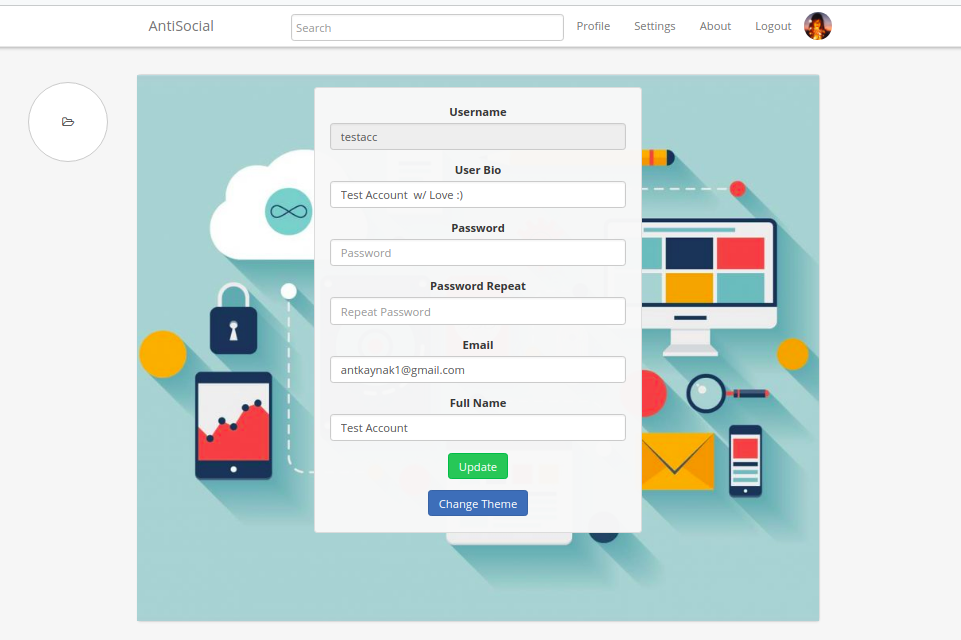 AntiSocial
Search
Profile
Settings
About
Logout
Username
testacc
User Bio
Test Account  w/ Love :)
Password
Password
Password Repeat
Repeat Password
Email
antkaynak1@gmail.com
Full Name
Test Account
Update
Change Theme